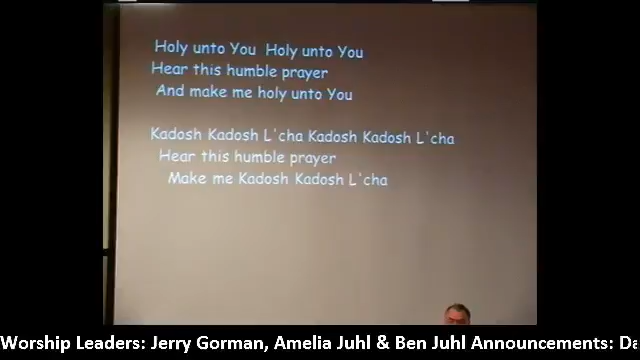 Holy unto You Holy unto You
Hear this humble prayer
And make me holy unto You
Kadosh Kadosh L'cha Kadosh Kadosh L'cha
Hear this humble prayer
Make me Kadosh Kadosh L'cha
Worship Leaders: Jerry Gorman, Amelia Juhl & Ben Juhl Announcements: